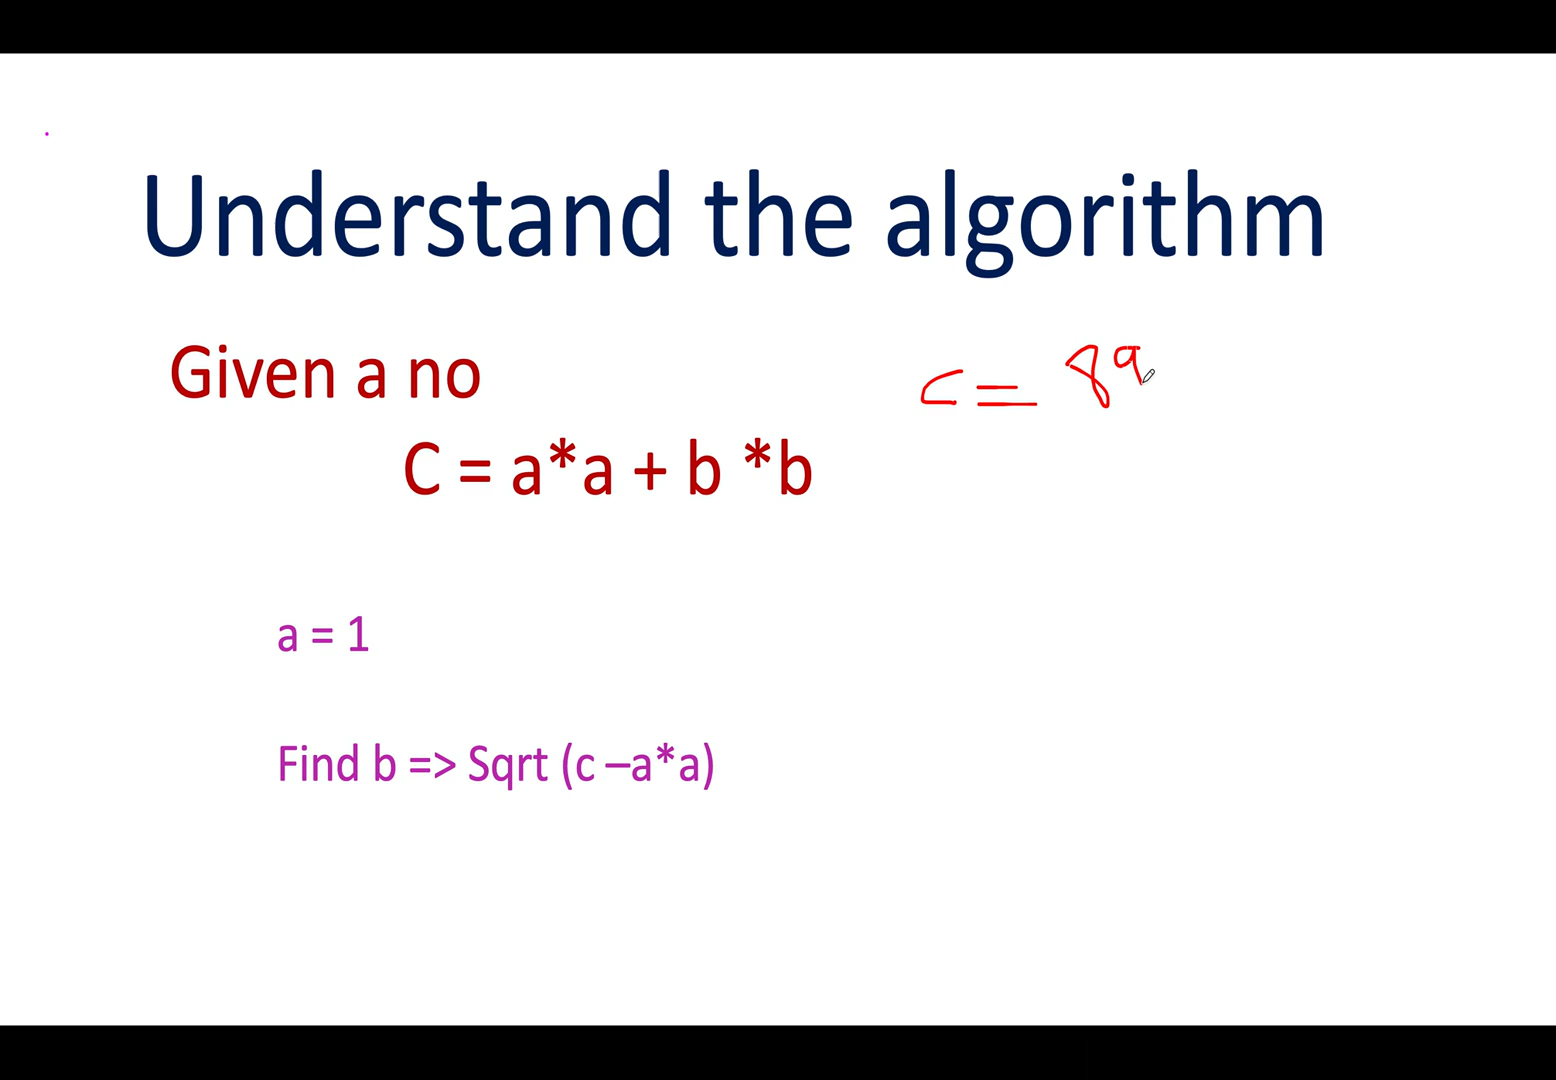 Understand the algorithm
Given a no
c = 89
C = a*a + b *b
a = 1
Find b => Sqrt (c –a*a)